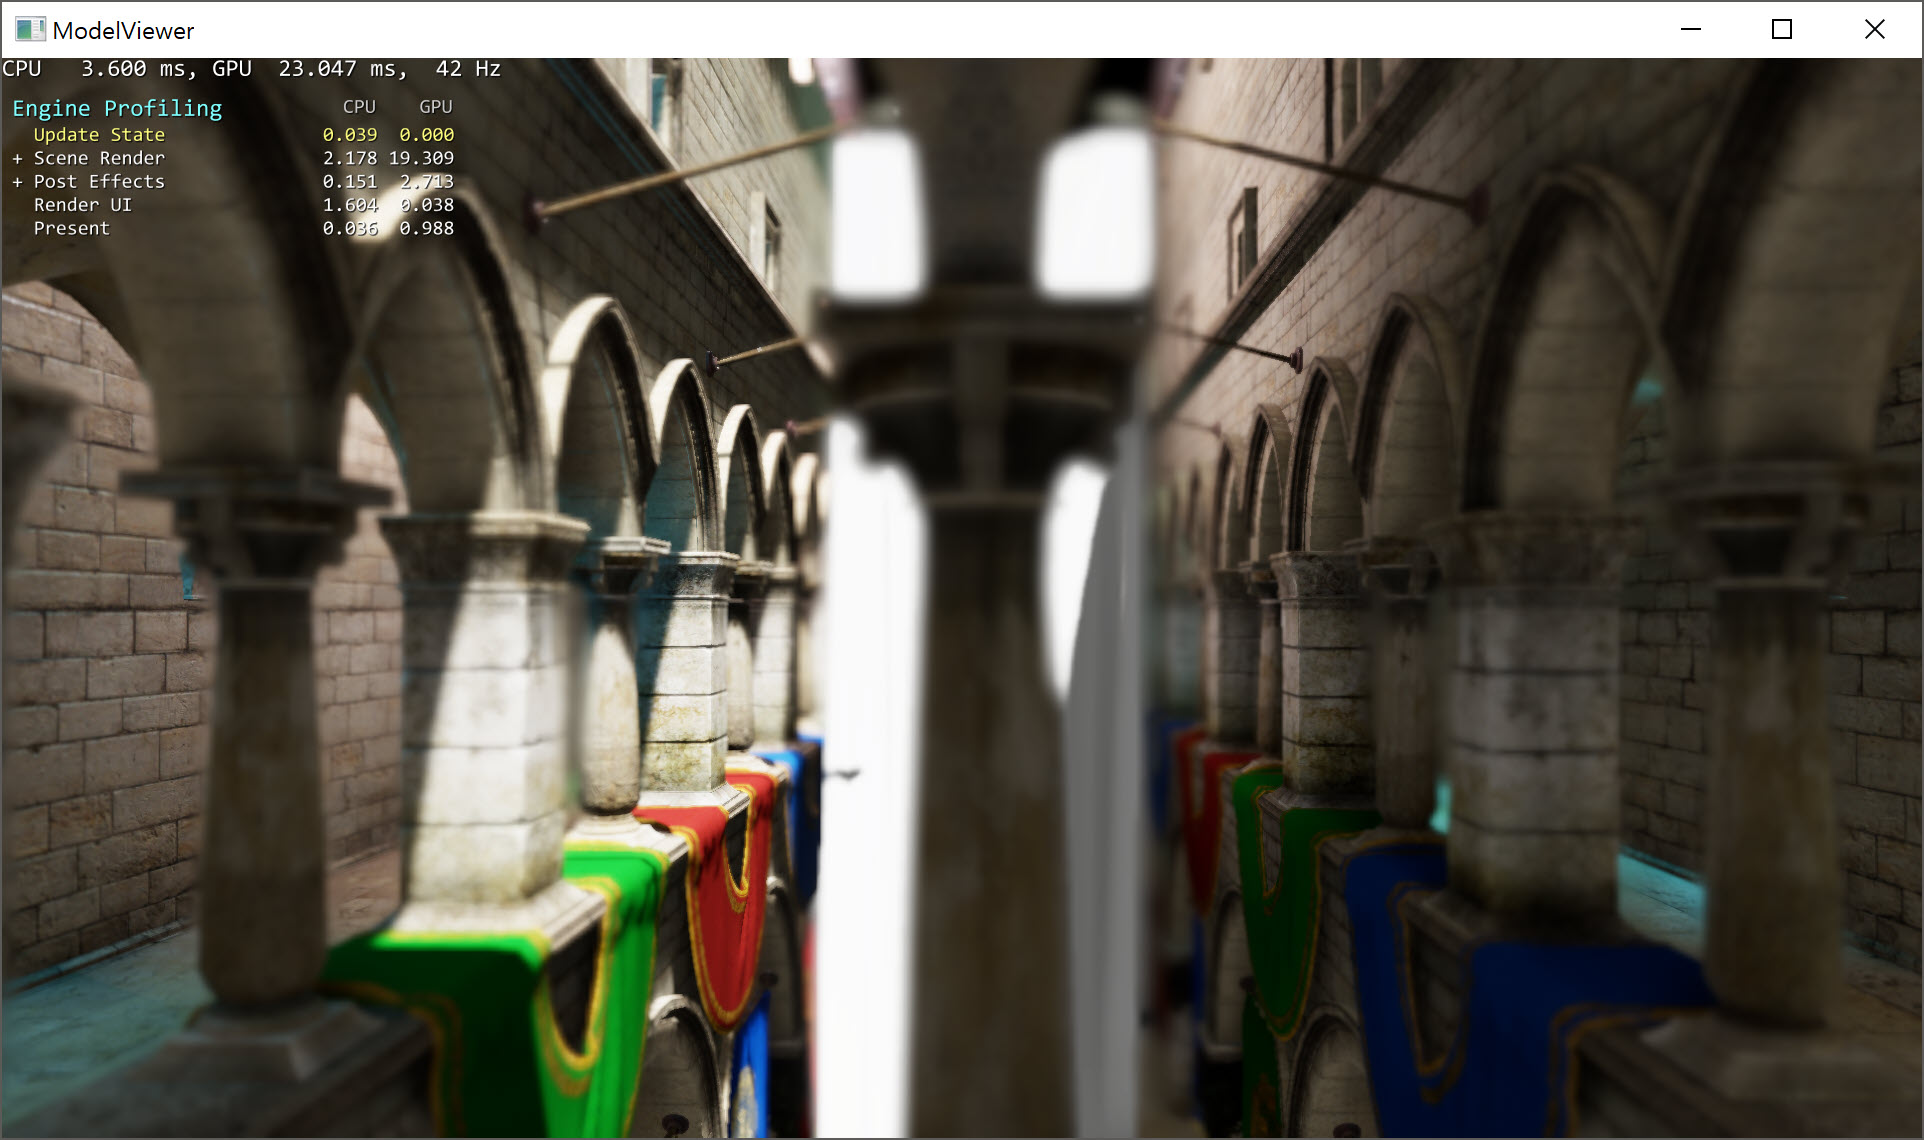 ModelViewer
CPU 3.600 ms, GPU 23.047 ms, 42 Hz
Engine Profiling CPU GPU
Update State 0.039 0.000
+ Scene Render 2.178 19.309
+ Post Effects 0.151 2.713
Render UI 1.604 0.038
Present 0.036 0.988